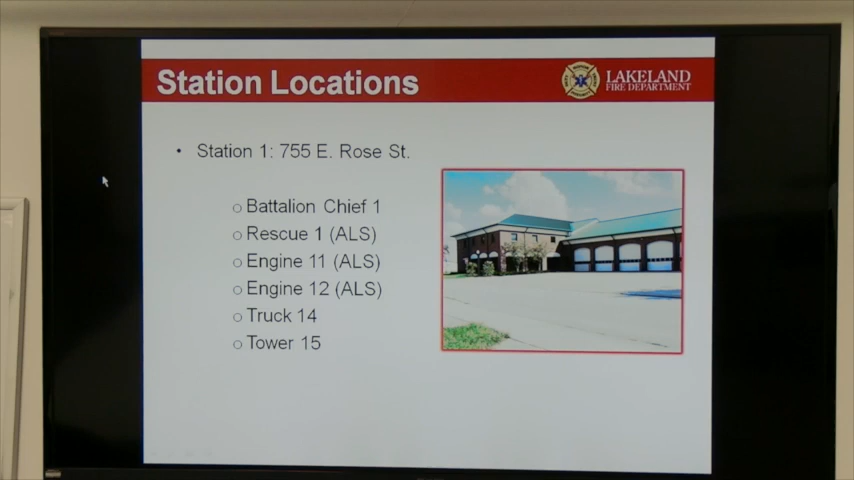 Station Locations
LAKELAND
FIRE DEPARTMENT
• Station 1: 755 E. Rose St.
○ Battalion Chief 1
○ Rescue 1 (ALS)
○ Engine 11 (ALS)
○ Engine 12 (ALS)
○ Truck 14
○ Tower 15